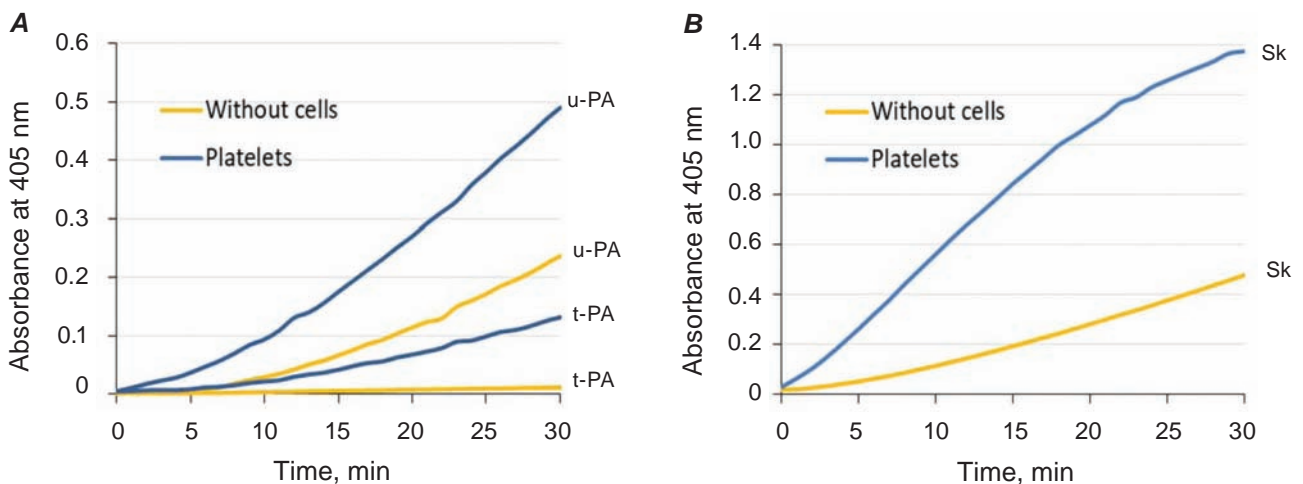 A
Absorbance at 405 nm
0.6
0.5
0.4
0.3
0.2
0.1
0
Without cells
Platelets
u-PA
u-PA
t-PA
t-PA
0 5 10 15 20 25 30
Time, min
B
Absorbance at 405 nm
1.4
1.2
1.0
0.8
0.6
0.4
0.2
0
Without cells
Platelets
Sk
Sk
0 5 10 15 20 25 30
Time, min